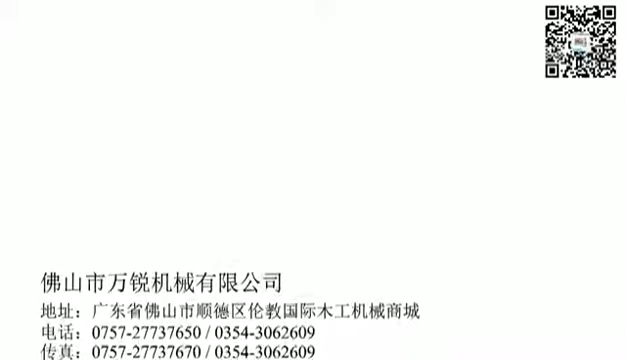 佛山市万锐机械有限公司
地址：广东省佛山市顺德区伦教国际木工机械商城
电话：0757-27737650 / 0354-3062609
传真：0757-27737670 / 0354-3062609